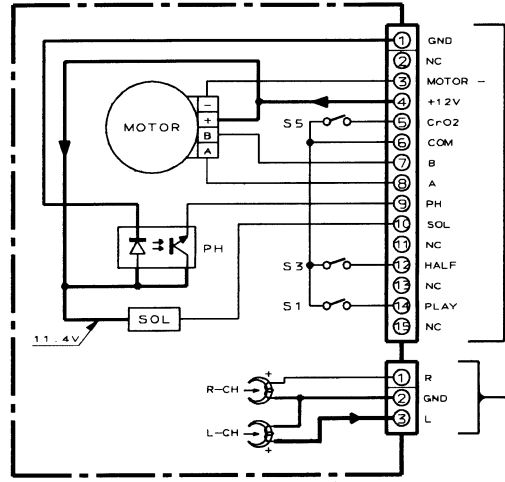 1 GND
2 NC
3 MOTOR -
4 +12V
S5 5 CrO2
6 COM
7 B
8 A
9 PH
10 SOL
11 NC
S3 12 HALF
13 NC
S1 14 PLAY
15 NC
MOTOR
-
+
B
A
PH
SOL
11.4V
R-CH +
L-CH +
1 R
2 GND
3 L